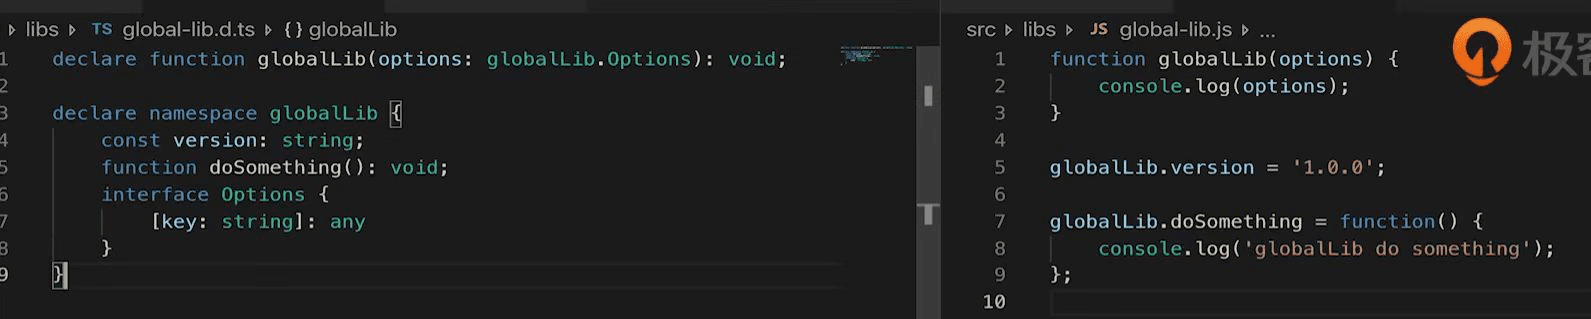 libs TS global-lib.d.ts {} globalLib
1 declare function globalLib(options: globalLib.Options): void;
2
3 declare namespace globalLib {
4 const version: string;
5 function doSomething(): void;
6 interface Options {
7 [key: string]: any
8 }
9 }
src libs JS global-lib.js ...
1 function globalLib(options) {
2 console.log(options);
3 }
4
5 globalLib.version = '1.0.0';
6
7 globalLib.doSomething = function() {
8 console.log('globalLib do something');
9 };
10
极客